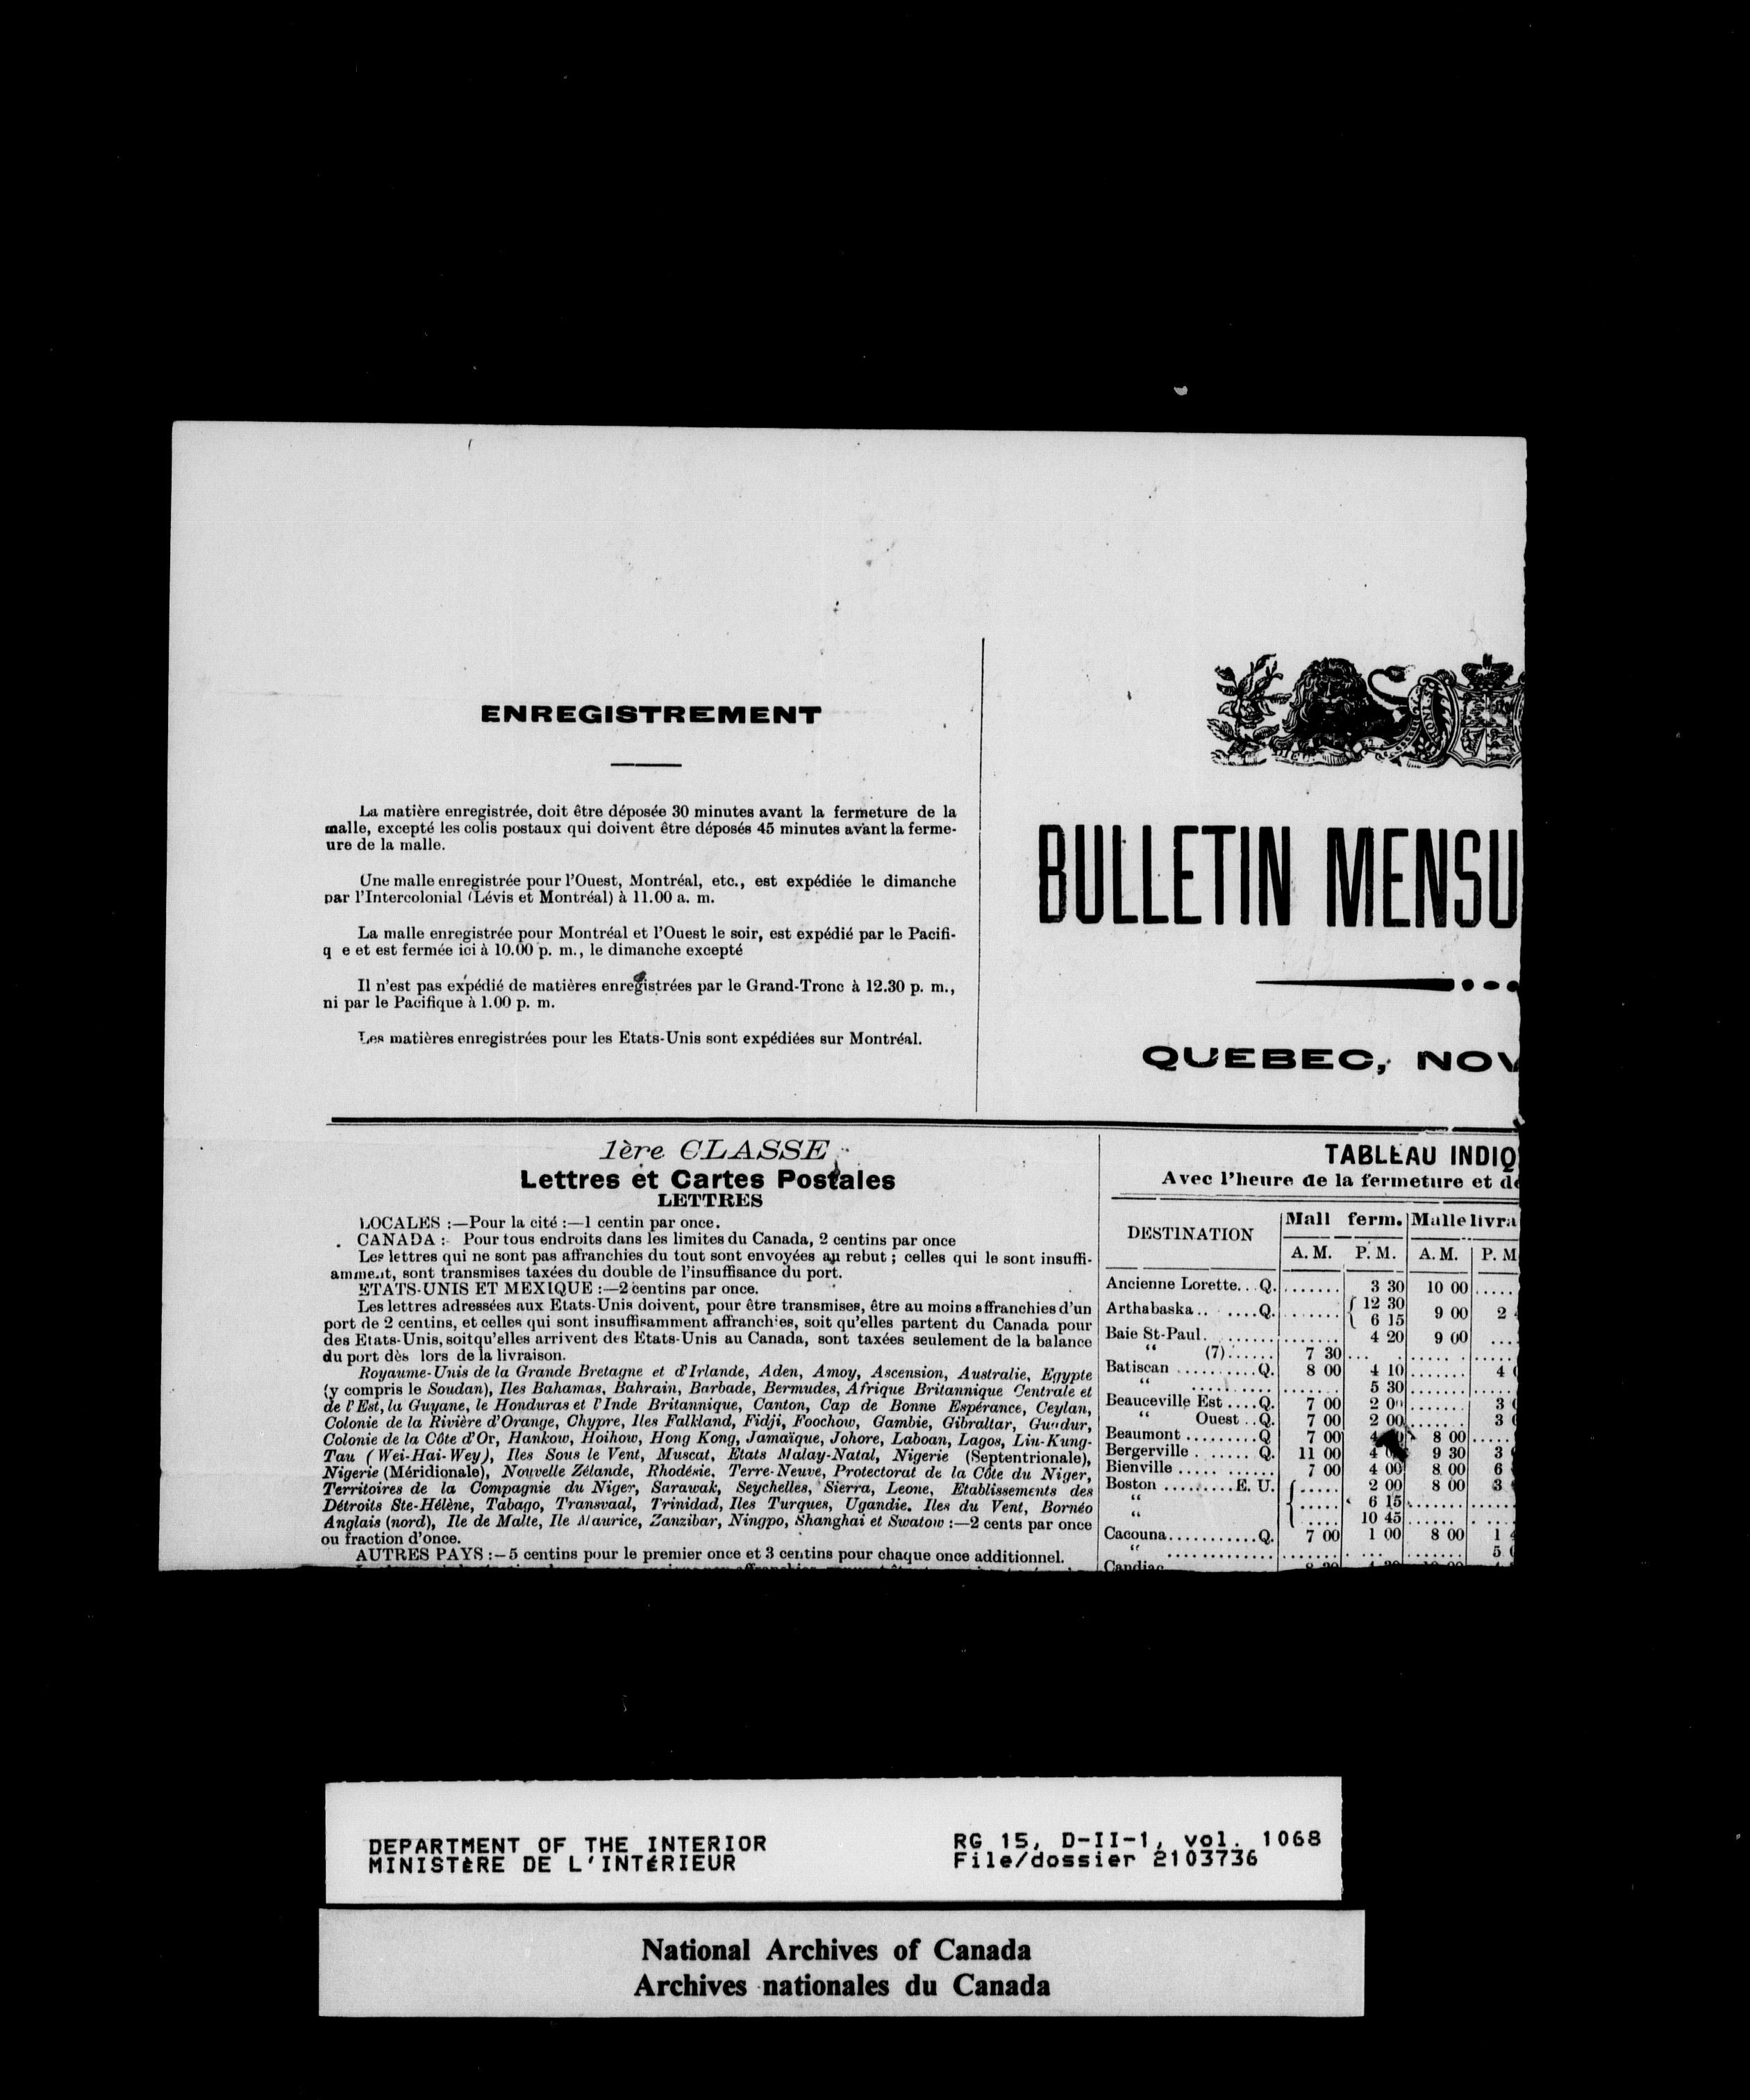 ENREGISTREMENT
La matière enregistrée, doit être déposée 30 minutes avant la fermeture de la
malle, excepté les colis postaux qui doivent être déposés 45 minutes avant la ferme-
ure de la malle.
Une malle enregistrée pour l'Ouest, Montréal, etc., est expédiée le dimanche
par l'Intercolonial (Lévis et Montréal) à 11.00 a. m.
La malle enregistrée pour Montréal et l'Ouest le soir, est expédié par le Pacifi-
q e et est fermée ici à 10.00 p. m., le dimanche excepté
Il n'est pas expédié de matières enregistrées par le Grand-Tronc à 12.30 p. m.,
ni par le Pacifique à 1.00 p. m.
Les matières enregistrées pour les Etats-Unis sont expédiées sur Montréal.
BULLETIN MENSU
QUEBEC, NOV
1ère CLASSE
Lettres et Cartes Postales
LETTRES
LOCALES :—Pour la cité :—1 centin par once.
CANADA :- Pour tous endroits dans les limites du Canada, 2 centins par once
Les lettres qui ne sont pas affranchies du tout sont envoyées au rebut ; celles qui le sont insuffi-
amment, sont transmises taxées du double de l'insuffisance du port.
ETATS-UNIS ET MEXIQUE :—2 centins par once.
Les lettres adressées aux Etats-Unis doivent, pour être transmises, être au moins affranchies d'un
port de 2 centins, et celles qui sont insuffisamment affranchies, soit qu'elles partent du Canada pour
des Etats-Unis, soitqu'elles arrivent des Etats-Unis au Canada, sont taxées seulement de la balance
du port dès lors de la livraison.
Royaume-Unis de la Grande Bretagne et d'Irlande, Aden, Amoy, Ascension, Australie, Egypte
(y compris le Soudan), Iles Bahamas, Bahrain, Barbade, Bermudes, Afrique Britannique Centrale et
de l'Est, la Guyane, le Honduras et l'Inde Britannique, Canton, Cap de Bonne Espérance, Ceylan,
Colonie de la Rivière d'Orange, Chypre, Iles Falkland, Fidji, Foochow, Gambie, Gibraltar, Guadur,
Colonie de la Côte d'Or, Hankow, Hoihow, Hong Kong, Jamaïque, Johore, Laboan, Lagos, Liu-Kung-
Tau (Wei-Hai-Wey), Iles Sous le Vent, Muscat, Etats Malay-Natal, Nigerie (Septentrionale),
Nigerie (Méridionale), Nouvelle Zélande, Rhodésie, Terre-Neuve, Protectorat de la Côte du Niger,
Territoires de la Compagnie du Niger, Sarawak, Seychelles, Sierra, Leone, Etablissements des
Détroits Ste-Hélène, Tabago, Transvaal, Trinidad, Iles Turques, Ugandie, Iles du Vent, Bornéo
Anglais (nord), Ile de Malte, Ile Maurice, Zanzibar, Ningpo, Shanghai et Swatow :—2 cents par once
ou fraction d'once.
AUTRES PAYS :—5 centins pour le premier once et 3 centins pour chaque once additionnel.
TABLEAU INDIQ
Avec l'heure de la fermeture et de
DESTINATION Mall ferm. Malle livra
A. M. P. M. A. M. P. M
Ancienne Lorette.. Q. ....... 3 30 10 00 .....
Arthabaska.. ....Q. ....... { 12 30 6 15 9 00 2
Baie St-Paul. ....... ....... 4 20 9 00 ....
" (7)...... 7 30 ... ...... .....
Batiscan ..........Q. 8 00 4 10 ....... 4
" .......... ....... 5 30 ....... .....
Beauceville Est ....Q. 7 00 2 00 ....... 3
" Ouest ..Q. 7 00 2 00 ....... 3
Beaumont .........Q 7 00 8 00 .....
Bergerville . ...... Q. 11 00 4 9 30 3
Bienville ..... ...... 7 00 4 00 8 00 6
Boston .........E. U. { ..... 2 00 8 00 3
" ..... 6 15 ....... .....
" ..... 10 45 ...... .....
Cacouna...........Q. 7 00 1 00 8 00 1
" ............. ....... .... ....... 5
Candiac
DEPARTMENT OF THE INTERIOR
MINISTÈRE DE L'INTÉRIEUR
RG 15, D-II-1, vol. 1068
File/dossier 2103736
National Archives of Canada
Archives nationales du Canada